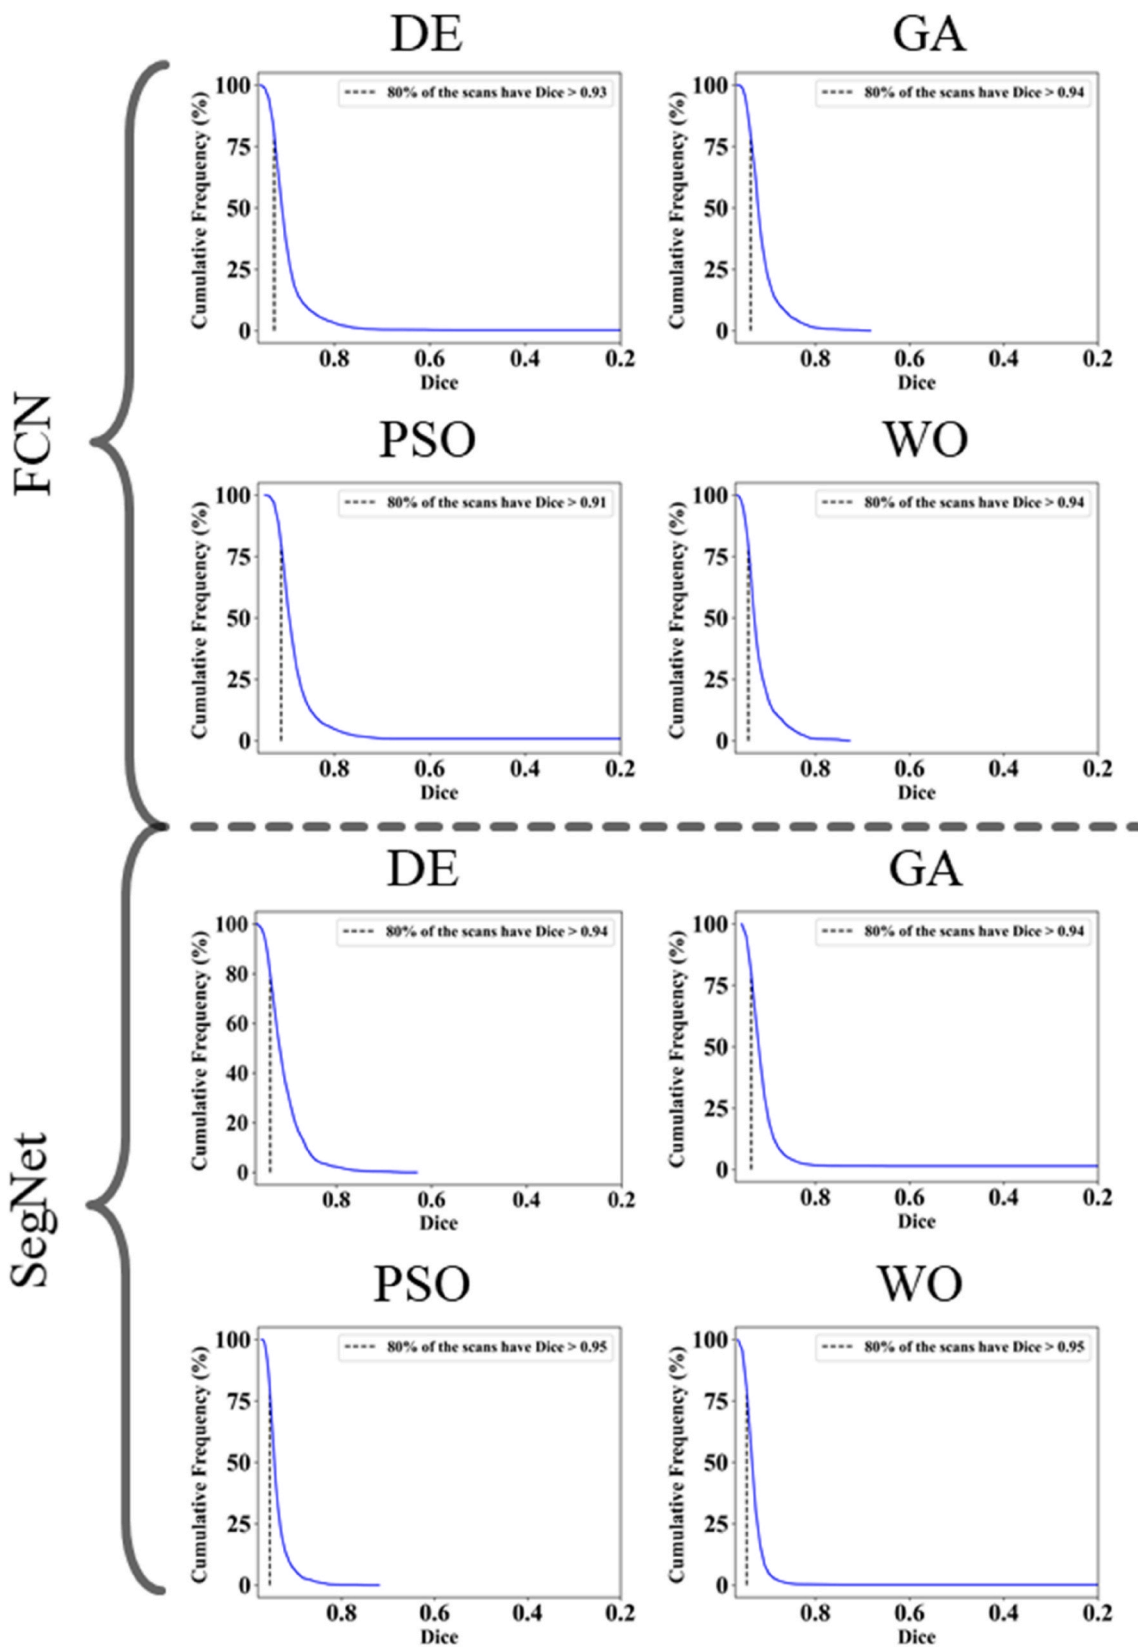 FCN
DE
80% of the scans have Dice > 0.93
Cumulative Frequency (%)
100
75
50
25
0
0.8 0.6 0.4 0.2
Dice
GA
80% of the scans have Dice > 0.94
Cumulative Frequency (%)
100
75
50
25
0
0.8 0.6 0.4 0.2
Dice
PSO
80% of the scans have Dice > 0.91
Cumulative Frequency (%)
100
75
50
25
0
0.8 0.6 0.4 0.2
Dice
WO
80% of the scans have Dice > 0.94
Cumulative Frequency (%)
100
75
50
25
0
0.8 0.6 0.4 0.2
Dice
SegNet
DE
80% of the scans have Dice > 0.94
Cumulative Frequency (%)
100
80
60
40
20
0
0.8 0.6 0.4 0.2
Dice
GA
80% of the scans have Dice > 0.94
Cumulative Frequency (%)
100
75
50
25
0
0.8 0.6 0.4 0.2
Dice
PSO
80% of the scans have Dice > 0.95
Cumulative Frequency (%)
100
75
50
25
0
0.8 0.6 0.4 0.2
Dice
WO
80% of the scans have Dice > 0.95
Cumulative Frequency (%)
100
75
50
25
0
0.8 0.6 0.4 0.2
Dice